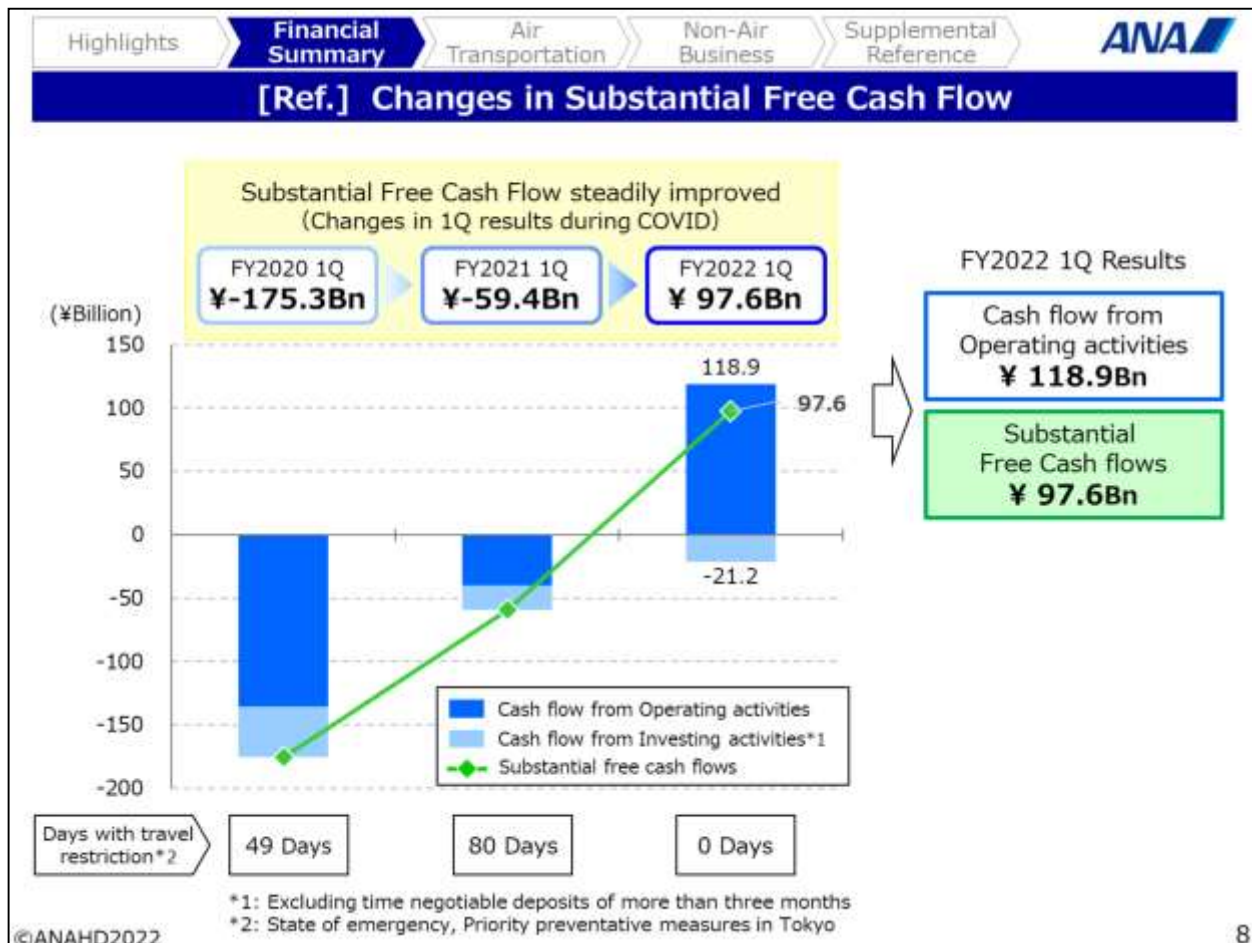 Highlights
Financial
Summary
Air
Transportation
Non-Air
Business
Supplemental
Reference
ANA
[Ref.] Changes in Substantial Free Cash Flow
Substantial Free Cash Flow steadily improved
(Changes in 1Q results during COVID)
FY2020 1Q
¥-175.3Bn
FY2021 1Q
¥-59.4Bn
FY2022 1Q
¥ 97.6Bn
(¥Billion)
150
100
50
0
-50
-100
-150
-200
118.9
97.6
-21.2
Cash flow from Operating activities
Cash flow from Investing activities*1
Substantial free cash flows
FY2022 1Q Results
Cash flow from
Operating activities
¥ 118.9Bn
Substantial
Free Cash flows
¥ 97.6Bn
Days with travel
restriction*2
49 Days
80 Days
0 Days
*1: Excluding time negotiable deposits of more than three months
*2: State of emergency, Priority preventative measures in Tokyo
©ANAHD2022
8